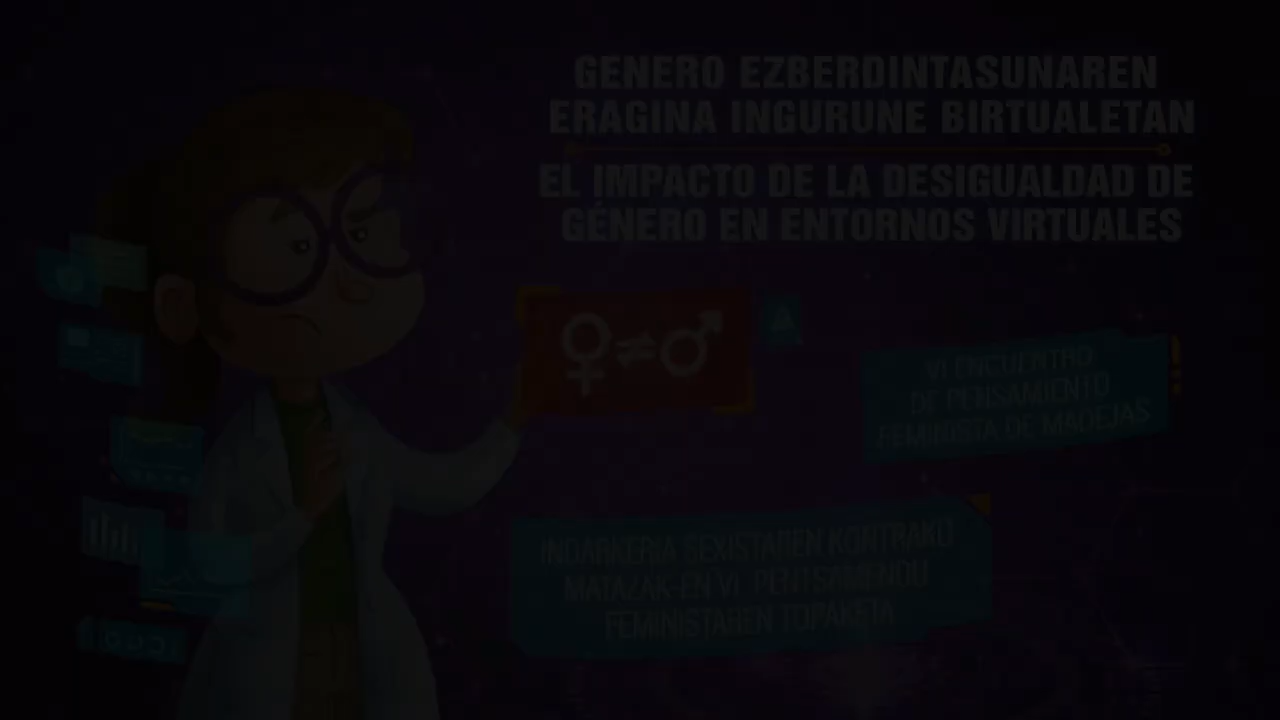 GENERO EZBERDINTASUNAREN
ERAGINA INGURUNE BIRTUALETAN
EL IMPACTO DE LA DESIGUALDAD DE
GÉNERO EN ENTORNOS VIRTUALES
VI ENCUENTRO
DE PENSAMIENTO
FEMINISTA DE MADEJAS
INDARKERIA SEXISTAREN KONTRAKO
MATAZAK-EN VI. PENTSAMENDU
FEMINISTAREN TOPAKETA